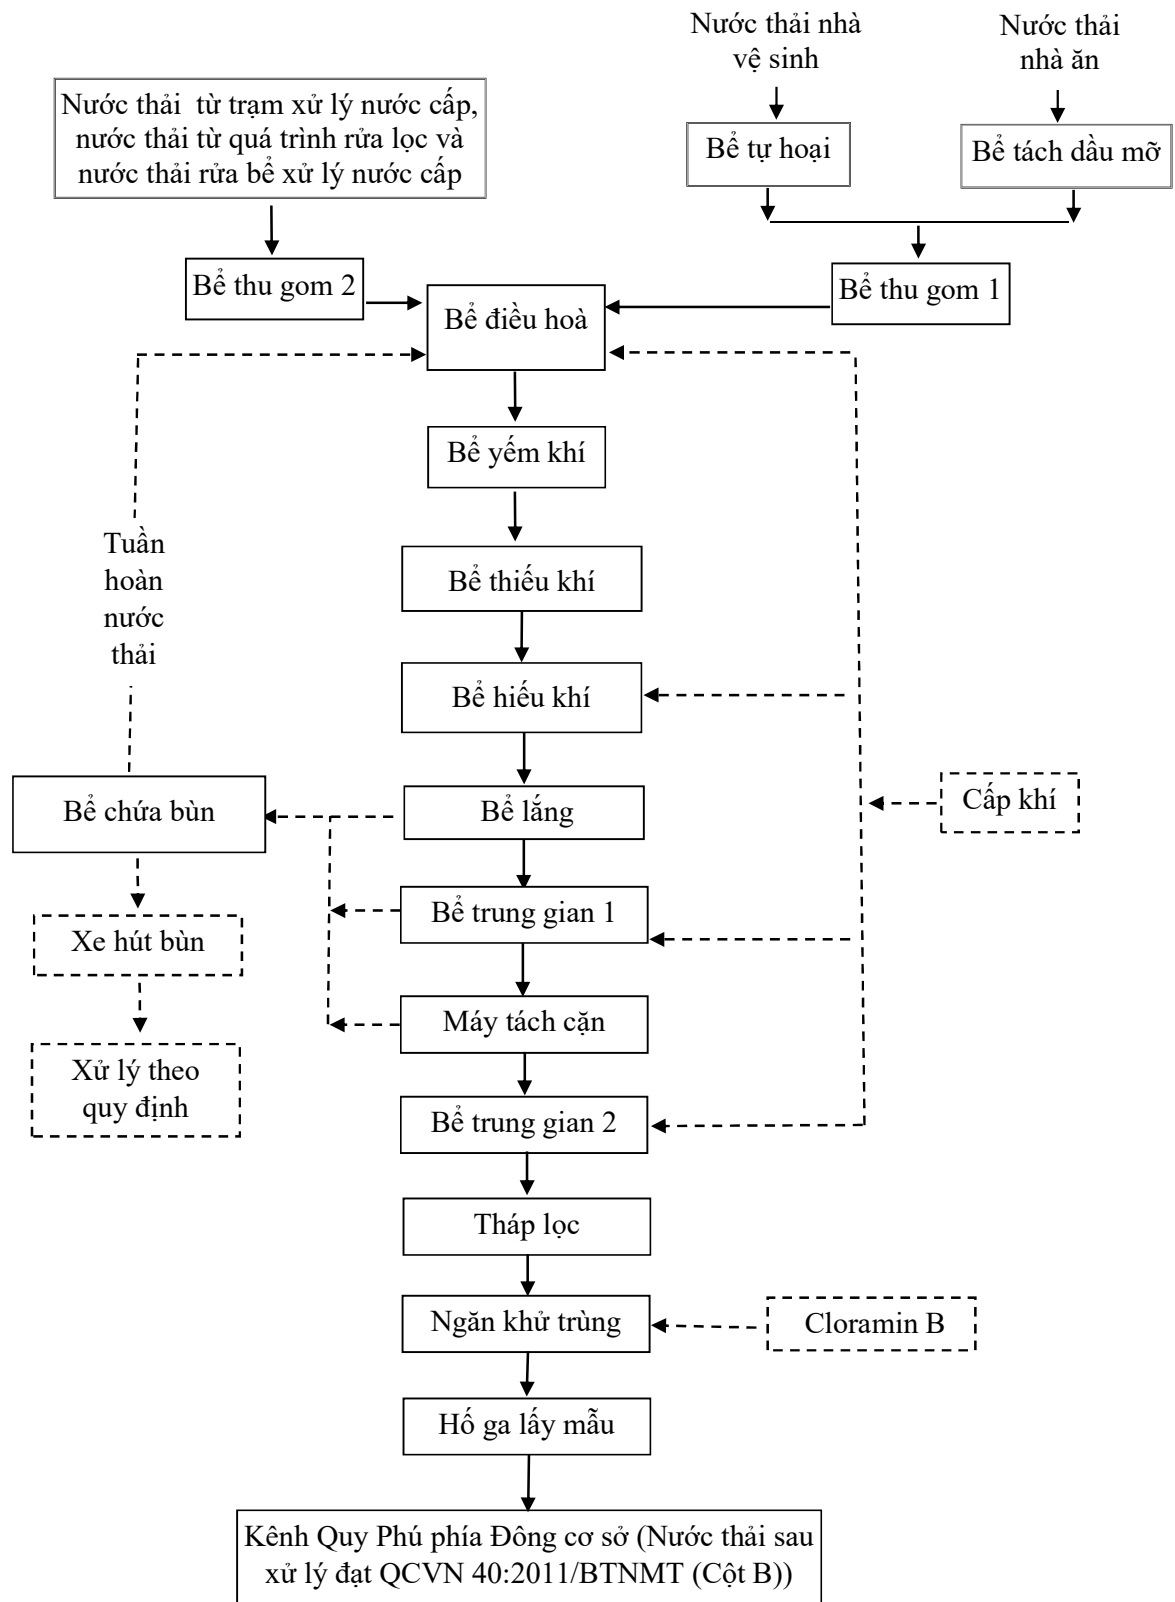 Nước thải nhà
vệ sinh
Nước thải
nhà ăn
Nước thải từ trạm xử lý nước cấp,
nước thải từ quá trình rửa lọc và
nước thải rửa bể xử lý nước cấp
Bể tự hoại
Bể tách dầu mỡ
Bể thu gom 2
Bể điều hoà
Bể thu gom 1
Bể yếm khí
Tuần
hoàn
nước
thải
Bể thiếu khí
Bể hiếu khí
Bể chứa bùn
Bể lắng
Cấp khí
Bể trung gian 1
Xe hút bùn
Máy tách cặn
Xử lý theo
quy định
Bể trung gian 2
Tháp lọc
Ngăn khử trùng
Cloramin B
Hố ga lấy mẫu
Kênh Quy Phú phía Đông cơ sở (Nước thải sau
xử lý đạt QCVN 40:2011/BTNMT (Cột B))